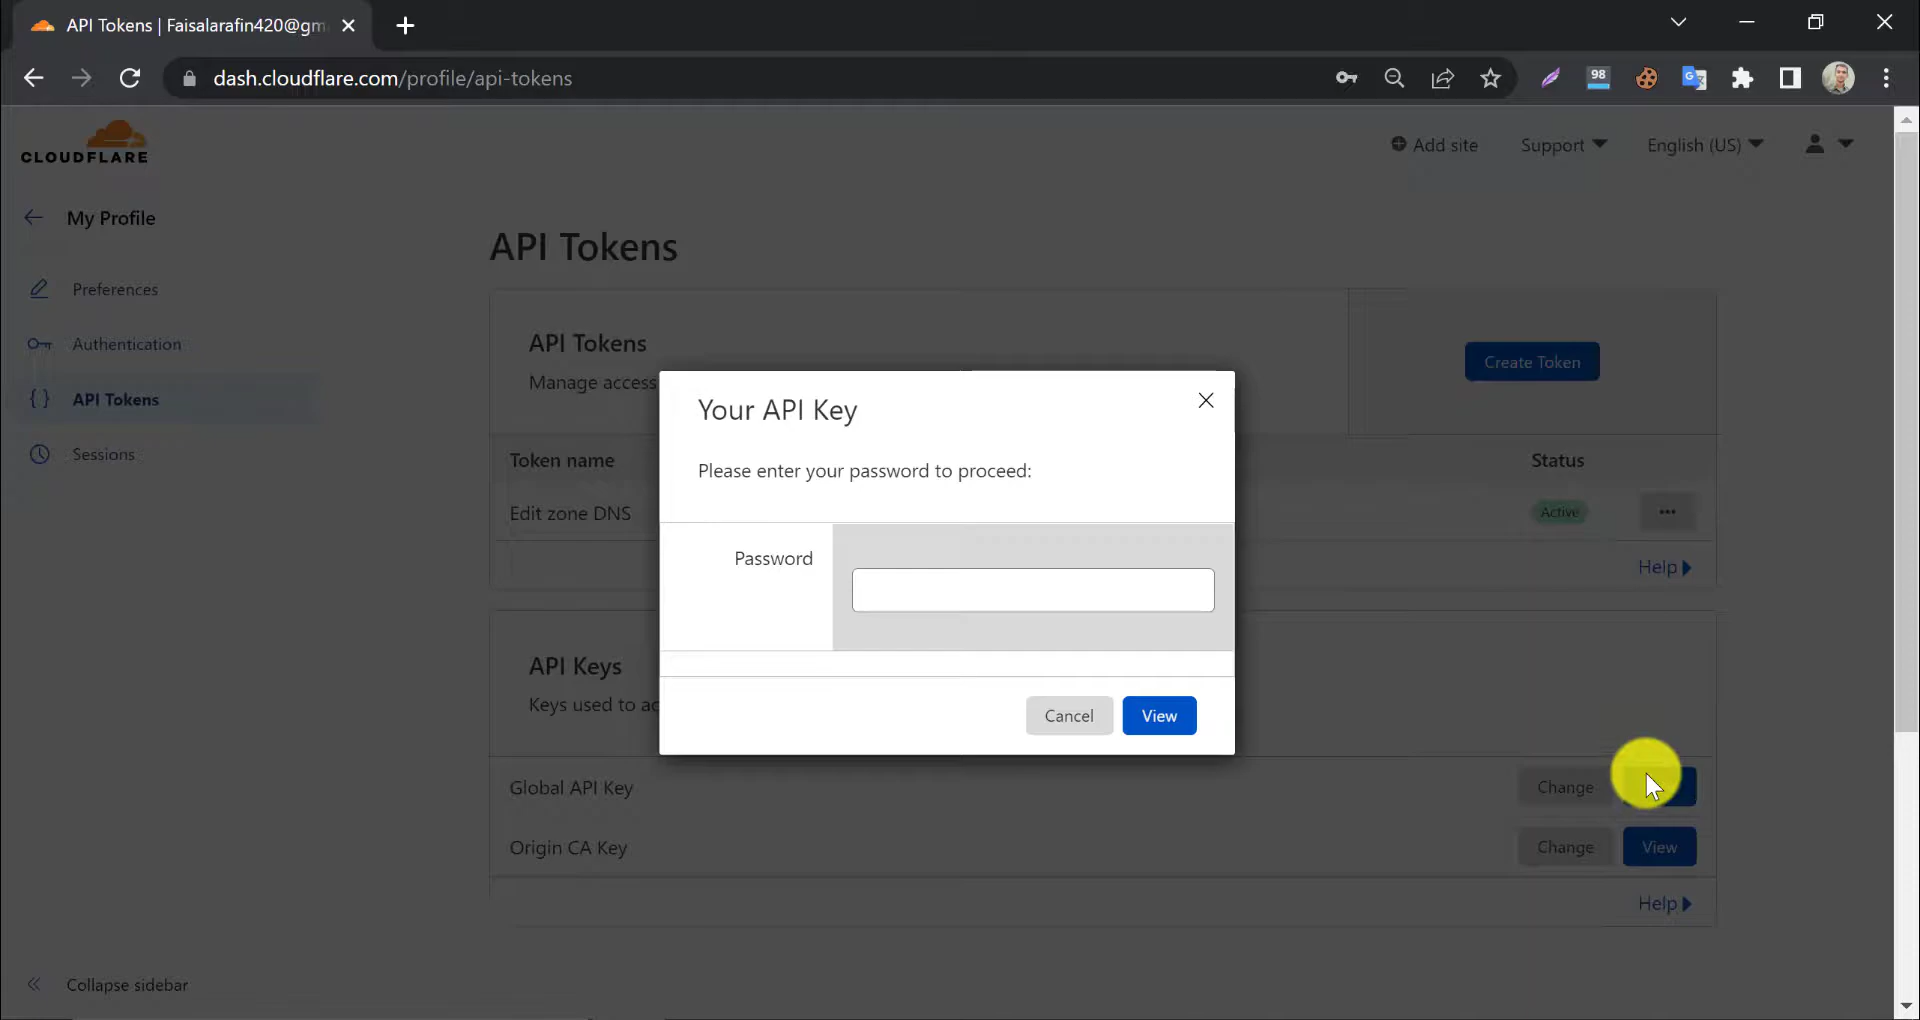 API Tokens | Faisalarafin420@gm
dash.cloudflare.com/profile/api-tokens
98
CLOUDFLARE
Add site
Support
English (US)
My Profile
Preferences
Authentication
API Tokens
Sessions
Collapse sidebar
API Tokens
API Tokens
Manage access
Create Token
Token name
Status
Edit zone DNS
Active
Help
API Keys
Keys used to ac
Global API Key
Change
Origin CA Key
Change
View
Help
Your API Key
Please enter your password to proceed:
Password
Cancel
View